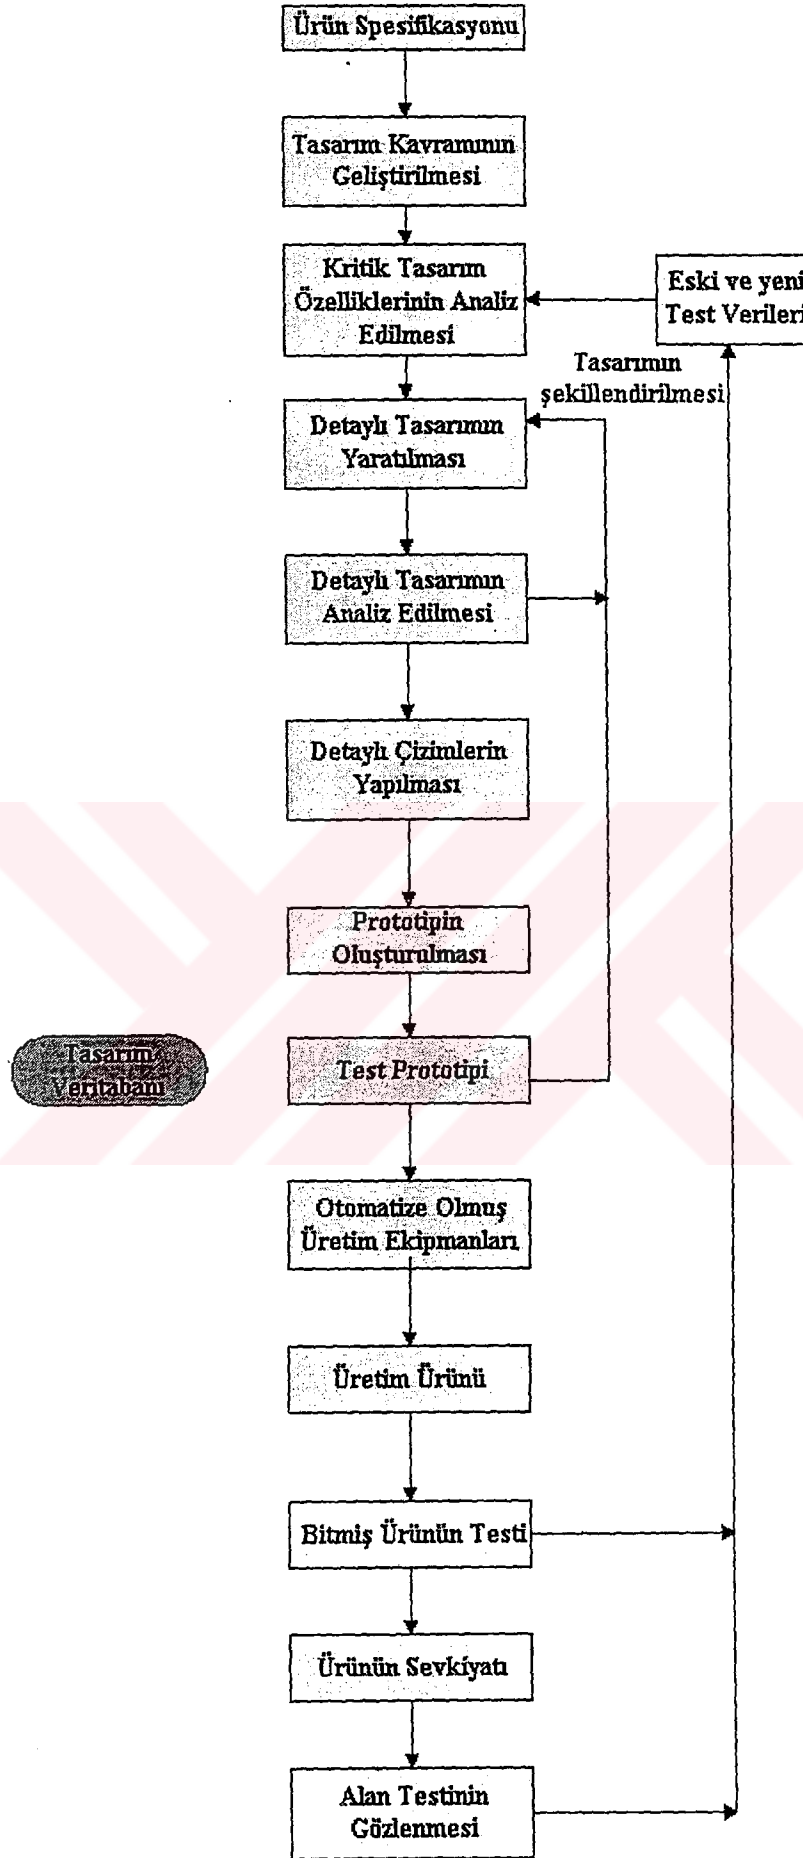 Ürün Spesifikasyonu
Tasarım Kavramının
Geliştirilmesi
Kritik Tasarım
Özelliklerinin Analiz
Edilmesi
Eski ve yeni
Test Verileri
Tasarımın
şekillendirilmesi
Detaylı Tasarımın
Yaratılması
Detaylı Tasarımın
Analiz Edilmesi
Detaylı Çizimlerin
Yapılması
Prototipin
Oluşturulması
Tasarım
Veritabanı
Test Prototipi
Otomatize Olmuş
Üretim Ekipmanları
Üretim Ürünü
Bitmiş Ürünün Testi
Ürünün Sevkiyatı
Alan Testinin
Gözlenmesi